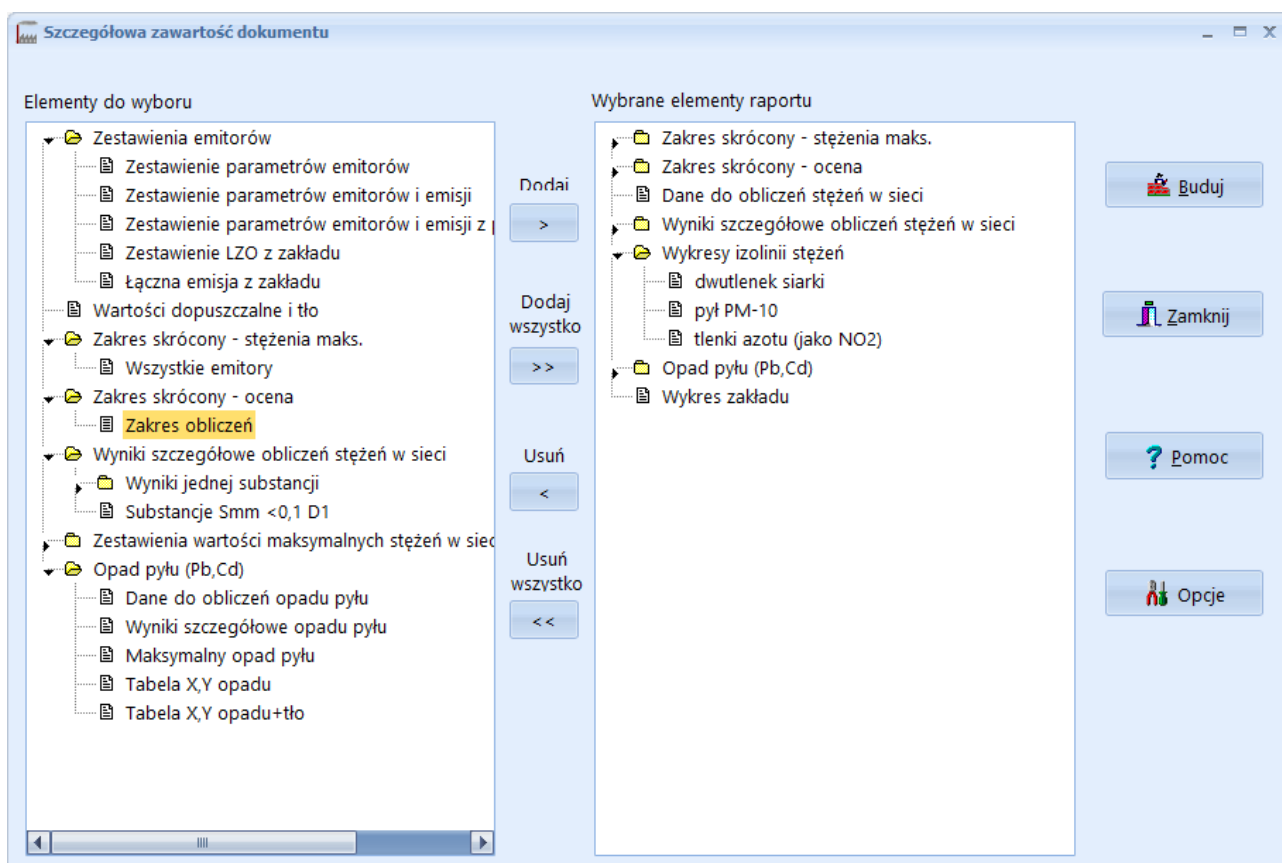 Szczegółowa zawartość dokumentu
Elementy do wyboru
Zestawienia emitorów
Zestawienie parametrów emitorów
Zestawienie parametrów emitorów i emisji
Zestawienie parametrów emitorów i emisji z
Zestawienie LZO z zakładu
Łączna emisja z zakładu
Wartości dopuszczalne i tło
Zakres skrócony - stężenia maks.
Wszystkie emitory
Zakres skrócony - ocena
Zakres obliczeń
Wyniki szczegółowe obliczeń stężeń w sieci
Wyniki jednej substancji
Substancje Smm <0,1 D1
Zestawienia wartości maksymalnych stężeń w siec
Opad pyłu (Pb,Cd)
Dane do obliczeń opadu pyłu
Wyniki szczegółowe opadu pyłu
Maksymalny opad pyłu
Tabela X,Y opadu
Tabela X,Y opadu+tło
Dodaj
>
Dodaj
wszystko
>>
Usuń
<
Usuń
wszystko
<<
Wybrane elementy raportu
Zakres skrócony - stężenia maks.
Zakres skrócony - ocena
Dane do obliczeń stężeń w sieci
Wyniki szczegółowe obliczeń stężeń w sieci
Wykresy izolinii stężeń
dwutlenek siarki
pył PM-10
tlenki azotu (jako NO2)
Opad pyłu (Pb,Cd)
Wykres zakładu
Buduj
Zamknij
Pomoc
Opcje